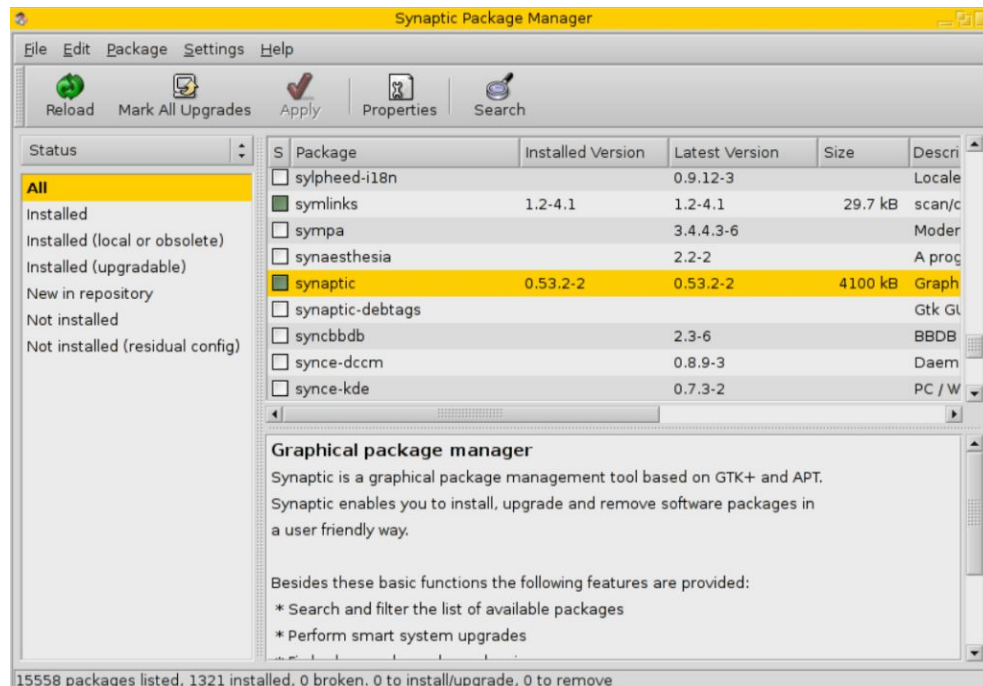 Synaptic Package Manager
File Edit Package Settings Help
Reload Mark All Upgrades Apply Properties Search
Status
All
Installed
Installed (local or obsolete)
Installed (upgradable)
New in repository
Not installed
Not installed (residual config)
S Package Installed Version Latest Version Size Descri
sylpheed-i18n 0.9.12-3 Locale
symlinks 1.2-4.1 1.2-4.1 29.7 kB scan/c
sympa 3.4.4.3-6 Moder
synaesthesia 2.2-2 A prog
synaptic 0.53.2-2 0.53.2-2 4100 kB Graph
synaptic-debtags Gtk GU
syncbbdb 2.3-6 BBDB
synce-dccm 0.8.9-3 Daem
synce-kde 0.7.3-2 PC / W
Graphical package manager
Synaptic is a graphical package management tool based on GTK+ and APT.
Synaptic enables you to install, upgrade and remove software packages in
a user friendly way.
Besides these basic functions the following features are provided:
* Search and filter the list of available packages
* Perform smart system upgrades
15558 packages listed, 1321 installed, 0 broken. 0 to install/upgrade, 0 to remove